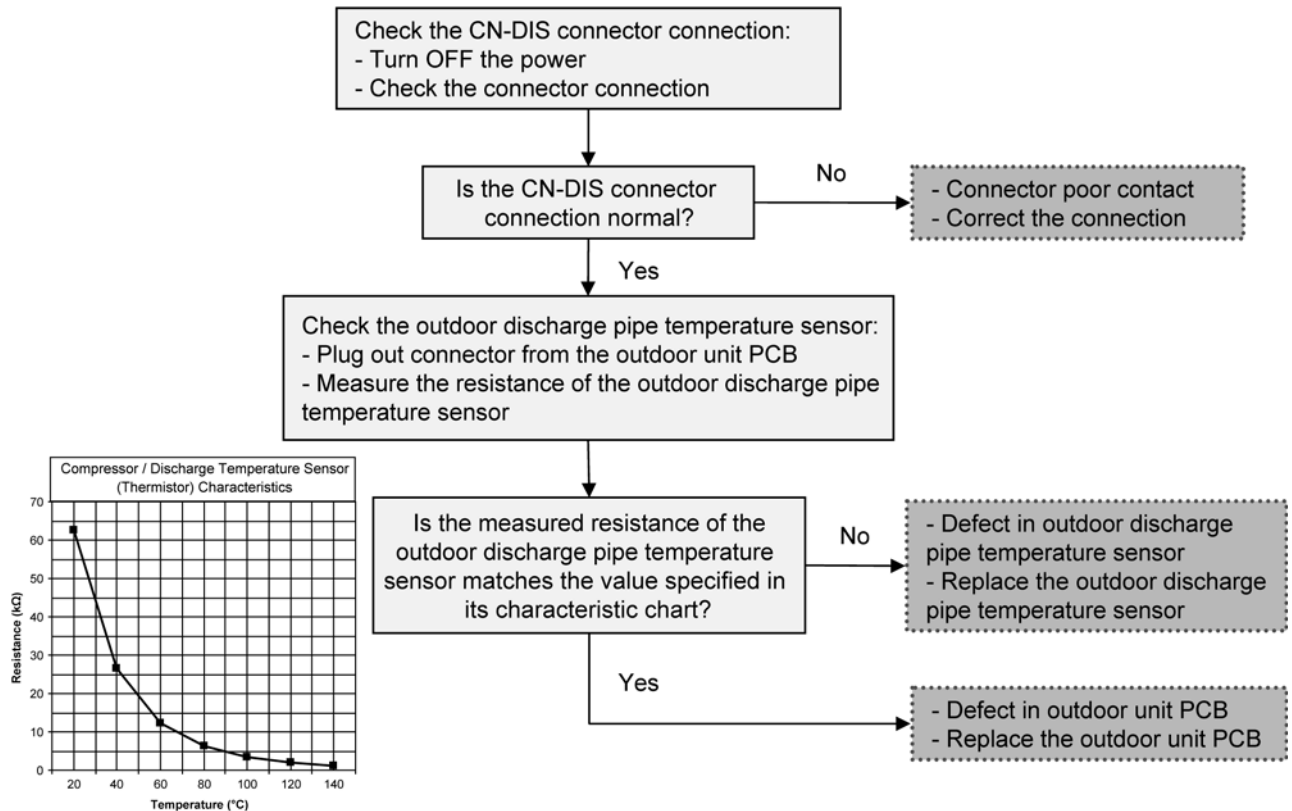 Check the CN-DIS connector connection:
- Turn OFF the power
- Check the connector connection
Is the CN-DIS connector
connection normal?
No
- Connector poor contact
- Correct the connection
Yes
Check the outdoor discharge pipe temperature sensor:
- Plug out connector from the outdoor unit PCB
- Measure the resistance of the outdoor discharge pipe
temperature sensor
Compressor / Discharge Temperature Sensor
(Thermistor) Characteristics
Resistance (kΩ)
70
60
50
40
30
20
10
0
20 40 60 80 100 120 140
Temperature (°C)
Is the measured resistance of the
outdoor discharge pipe temperature
sensor matches the value specified in
its characteristic chart?
No
- Defect in outdoor discharge
pipe temperature sensor
- Replace the outdoor discharge
pipe temperature sensor
Yes
- Defect in outdoor unit PCB
- Replace the outdoor unit PCB